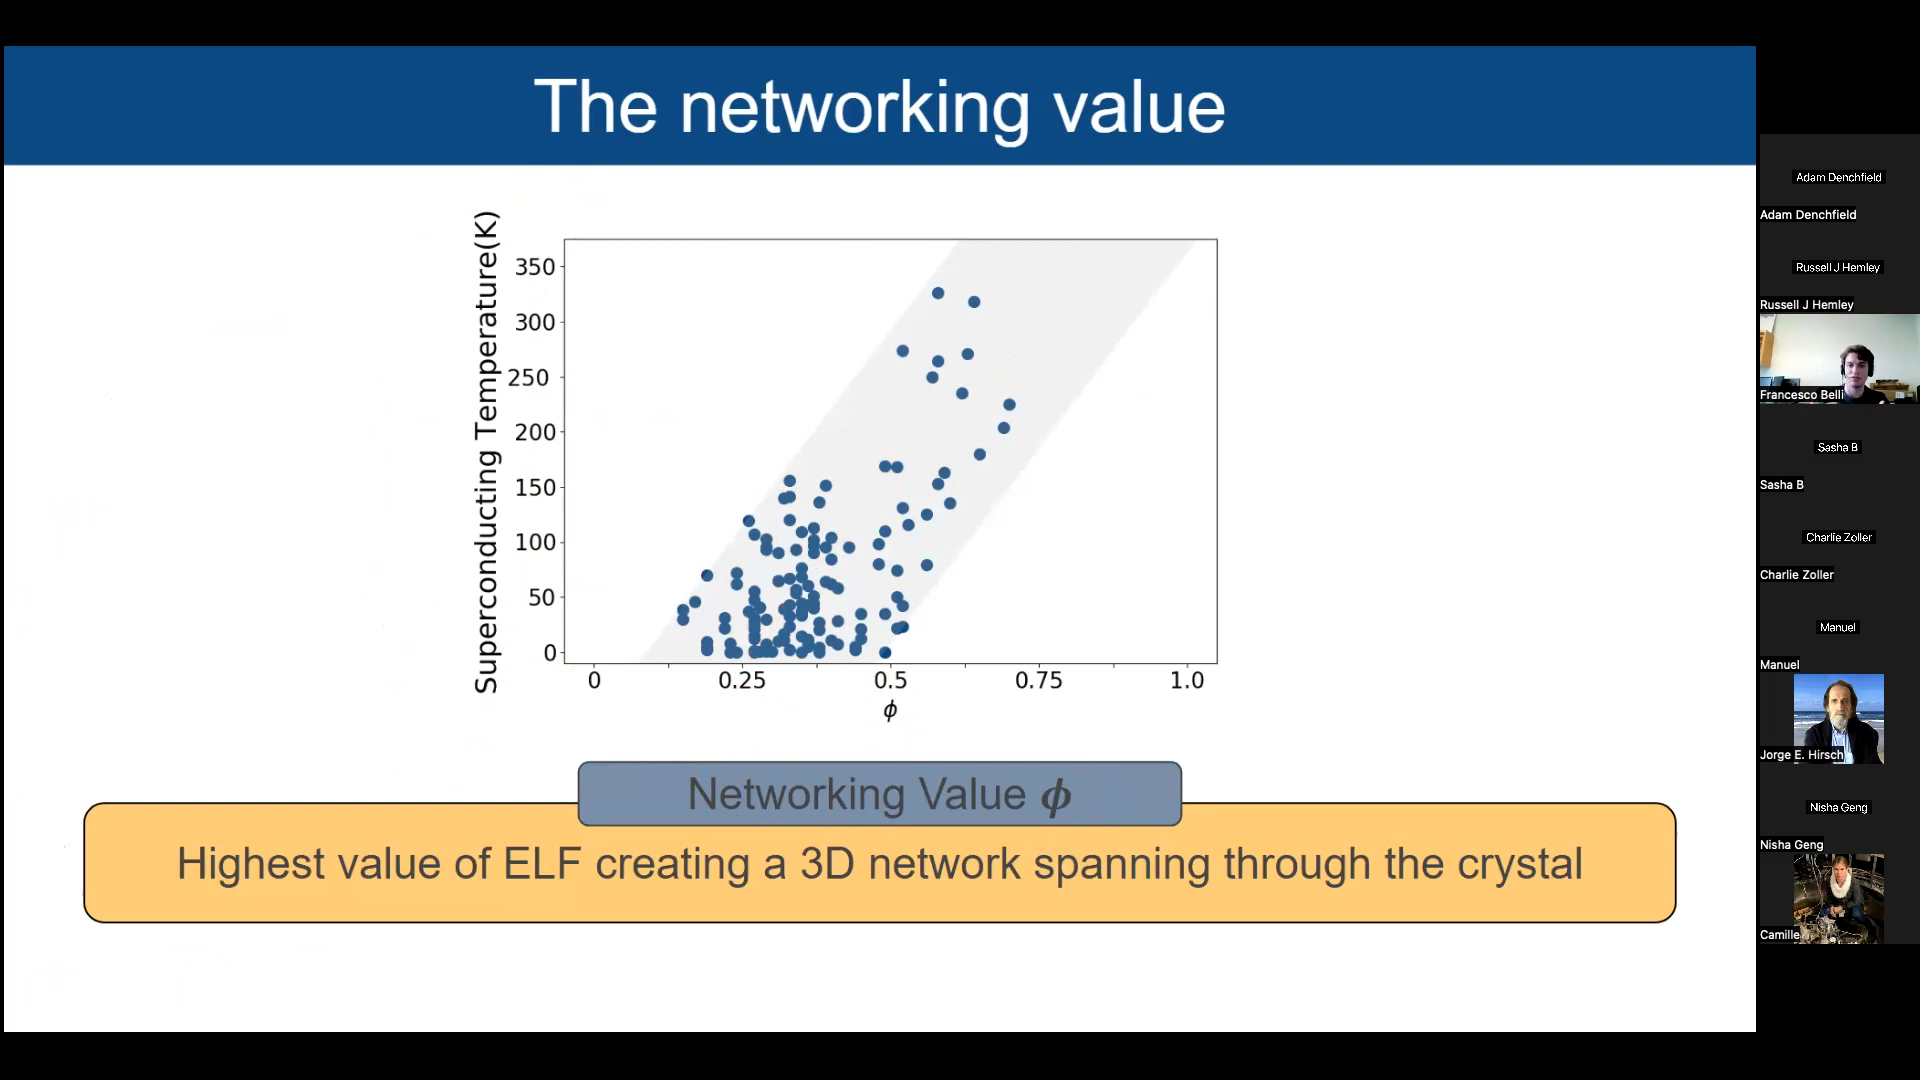 The networking value
Superconducting Temperature(K)
350
300
250
200
150
100
50
0
0 0.25 0.5 0.75 1.0
ϕ
Networking Value ϕ
Highest value of ELF creating a 3D network spanning through the crystal
Adam Denchfield
Adam Denchfield
Russell J Hemley
Russell J Hemley
Francesco Belli
Sasha B
Sasha B
Charlie Zoller
Charlie Zoller
Manuel
Manuel
Jorge E. Hirsch
Nisha Geng
Nisha Geng
Camille